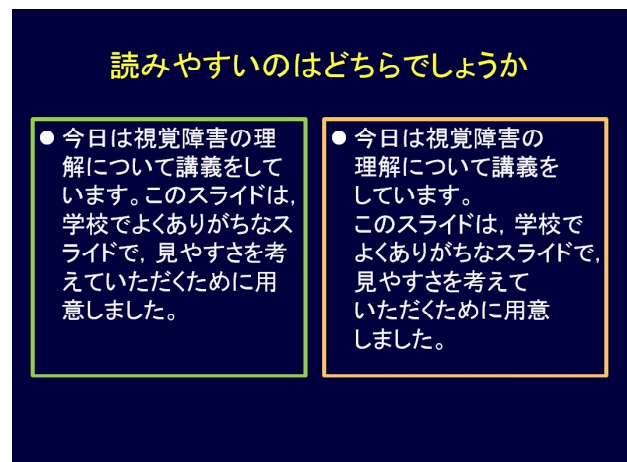 読みやすいのはどちらでしょうか
● 今日は視覚障害の理
解について講義をして
います。このスライドは,
学校でよくありがちなス
ライドで, 見やすさを考
えていただくために用
意しました。
● 今日は視覚障害の
理解について講義を
しています。
このスライドは, 学校で
よくありがちなスライドで,
見やすさを考えて
いただくために用意
しました。